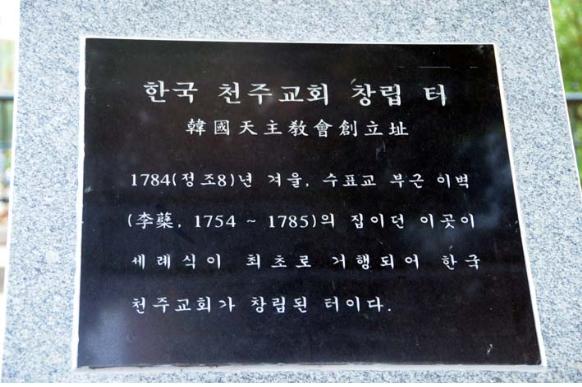 한국 천주교회 창립 터
韓國天主敎會創立址
1784(정조8)년 겨울, 수표교 부근 이벽
(李蘗, 1754 ~ 1785)의 집이던 이곳이
세례식이 최초로 거행되어 한국
천주교회가 창립된 터이다.